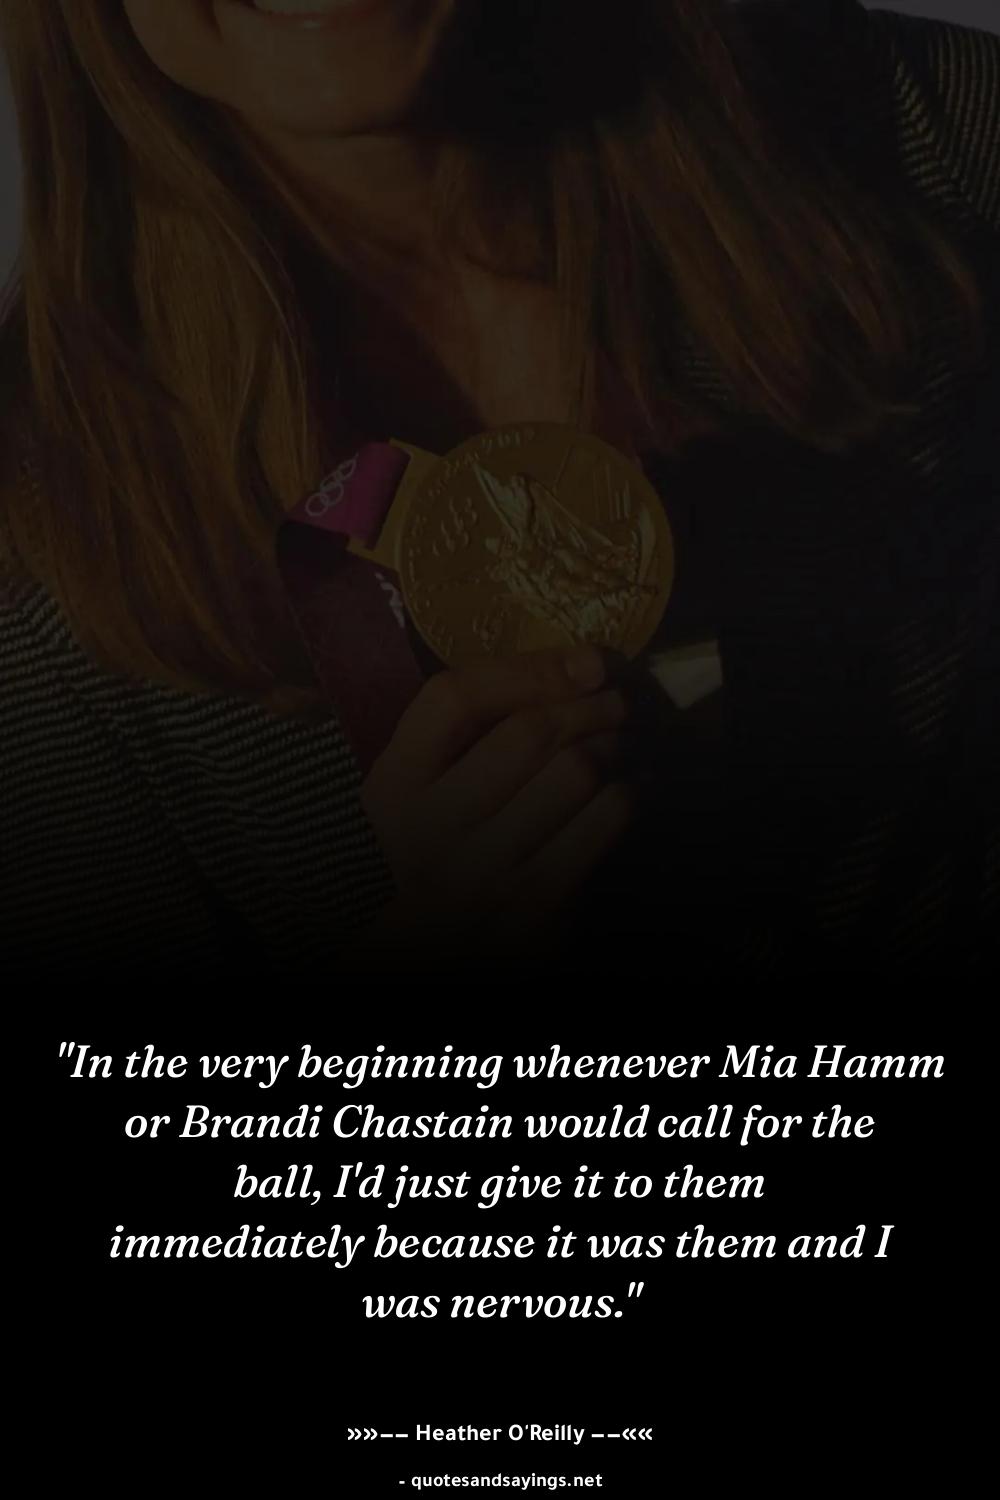 "In the very beginning whenever Mia Hamm
or Brandi Chastain would call for the
ball, I'd just give it to them
immediately because it was them and I
was nervous."
»»–– Heather O'Reilly ––««
- quotesandsayings.net